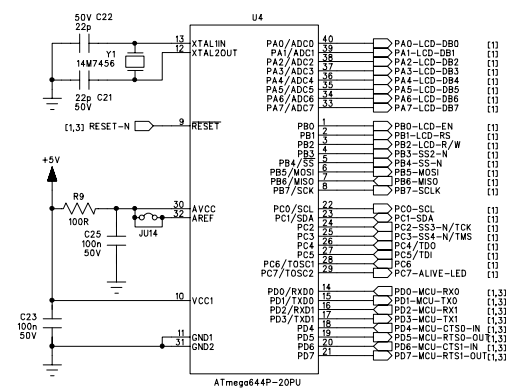 50V C22
22p
Y1
14M7456
22p C21
50V
U4
13 XTAL1IN
12 XTAL2OUT
[1,3] RESET-N 9 RESET
+5V
R9
100R
C25
100n
50V
JU14
30 AVCC
32 AREF
10 VCC1
C23
100n
50V
11 GND1
31 GND2
PA0/ADC0 40 PA0-LCD-DB0 [1]
PA1/ADC1 39 PA1-LCD-DB1 [1]
PA2/ADC2 38 PA2-LCD-DB2 [1]
PA3/ADC3 37 PA3-LCD-DB3 [1]
PA4/ADC4 36 PA4-LCD-DB4 [1]
PA5/ADC5 35 PA5-LCD-DB5 [1]
PA6/ADC6 34 PA6-LCD-DB6 [1]
PA7/ADC7 33 PA7-LCD-DB7 [1]
PB0 1 PB0-LCD-EN [1]
PB1 2 PB1-LCD-RS [1]
PB2 3 PB2-LCD-R/W [1]
PB3 4 PB3-SS2-N [1]
PB4/SS 5 PB4-SS-N [1]
PB5/MOSI 6 PB5-MOSI [1]
PB6/MISO 7 PB6-MISO [1]
PB7/SCK 8 PB7-SCLK [1]
PC0/SCL 22 PC0-SCL [1]
PC1/SDA 23 PC1-SDA [1]
PC2 24 PC2-SS3-N/TCK [1]
PC3 25 PC3-SS4-N/TMS [1]
PC4 26 PC4/TDO [1]
PC5 27 PC5/TDI [1]
PC6/TOSC1 28 PC6 [1]
PC7/TOSC2 29 PC7-ALIVE-LED [1]
PD0/RXD0 14 PD0-MCU-RX0 [1,3]
PD1/TXD0 15 PD1-MCU-TX0 [1,3]
PD2/RXD1 16 PD2-MCU-RX1 [1,3]
PD3/TXD1 17 PD3-MCU-TX1 [1,3]
PD4 18 PD4-MCU-CTS0-IN [1,3]
PD5 19 PD5-MCU-RTS0-OUT [1,3]
PD6 20 PD6-MCU-CTS1-IN [1,3]
PD7 21 PD7-MCU-RTS1-OUT [1,3]
ATmega644P-20PU